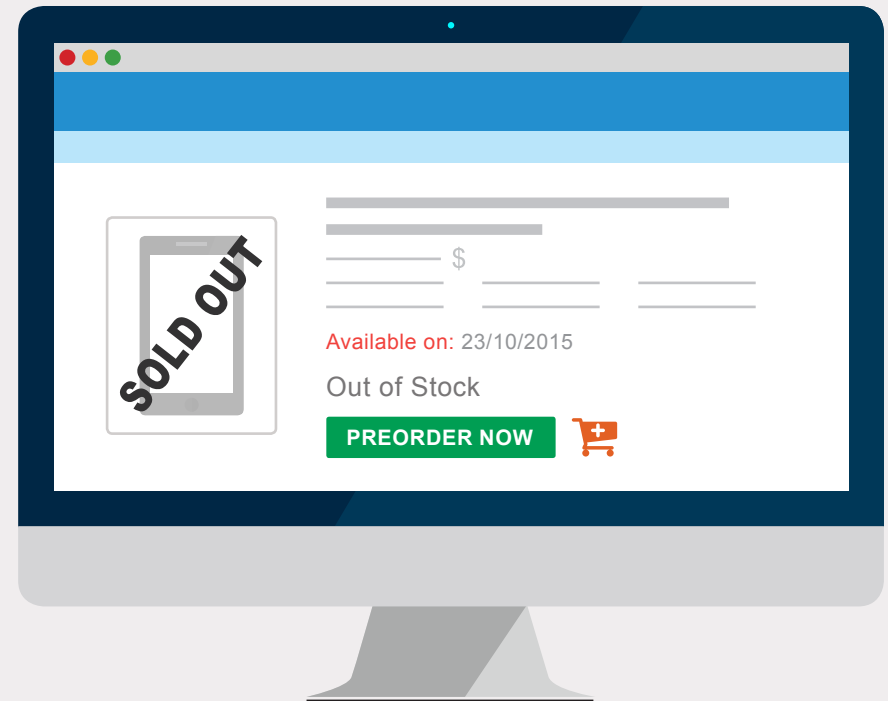 SOLD OUT
$
Available on: 23/10/2015
Out of Stock
PREORDER NOW